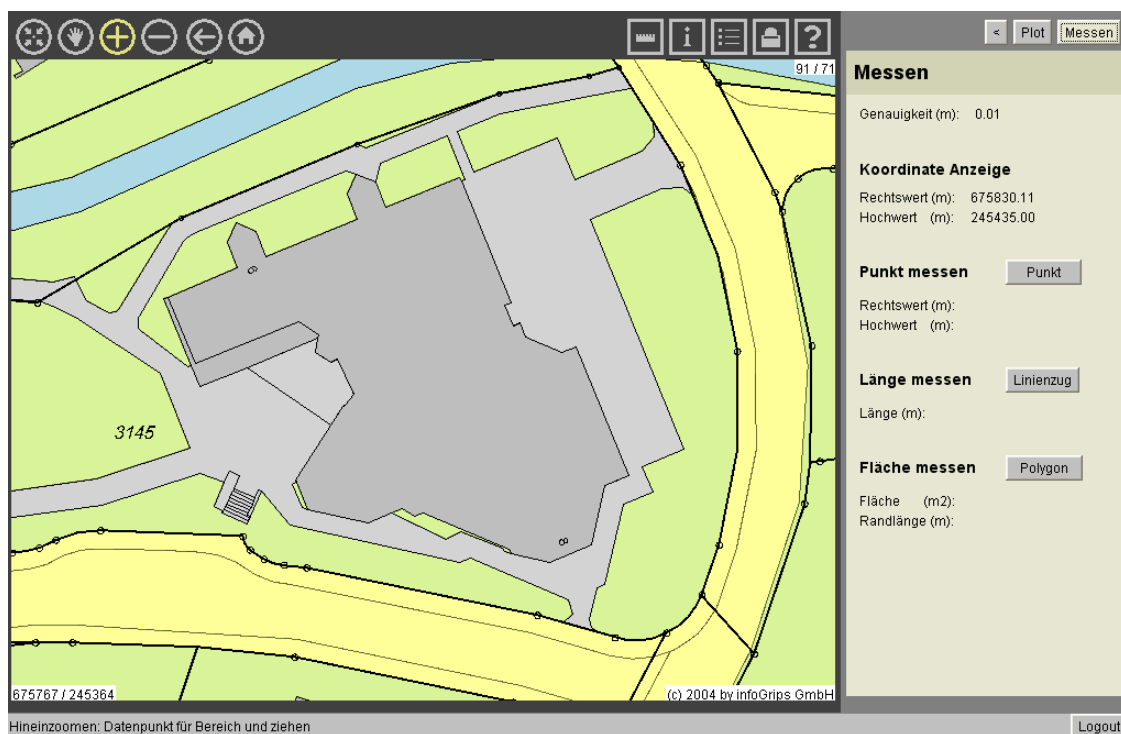 < Plot Messen
91 / 71
Messen
Genauigkeit (m): 0.01
Koordinate Anzeige
Rechtswert (m): 675830.11
Hochwert (m): 245435.00
Punkt messen Punkt
Rechtswert (m):
Hochwert (m):
Länge messen Linienzug
Länge (m):
Fläche messen Polygon
Fläche (m2):
Randlänge (m):
6
3145
8
675767 / 245364
(c) 2004 by infoGrips GmbH
Hineinzoomen: Datenpunkt für Bereich und ziehen
Logout